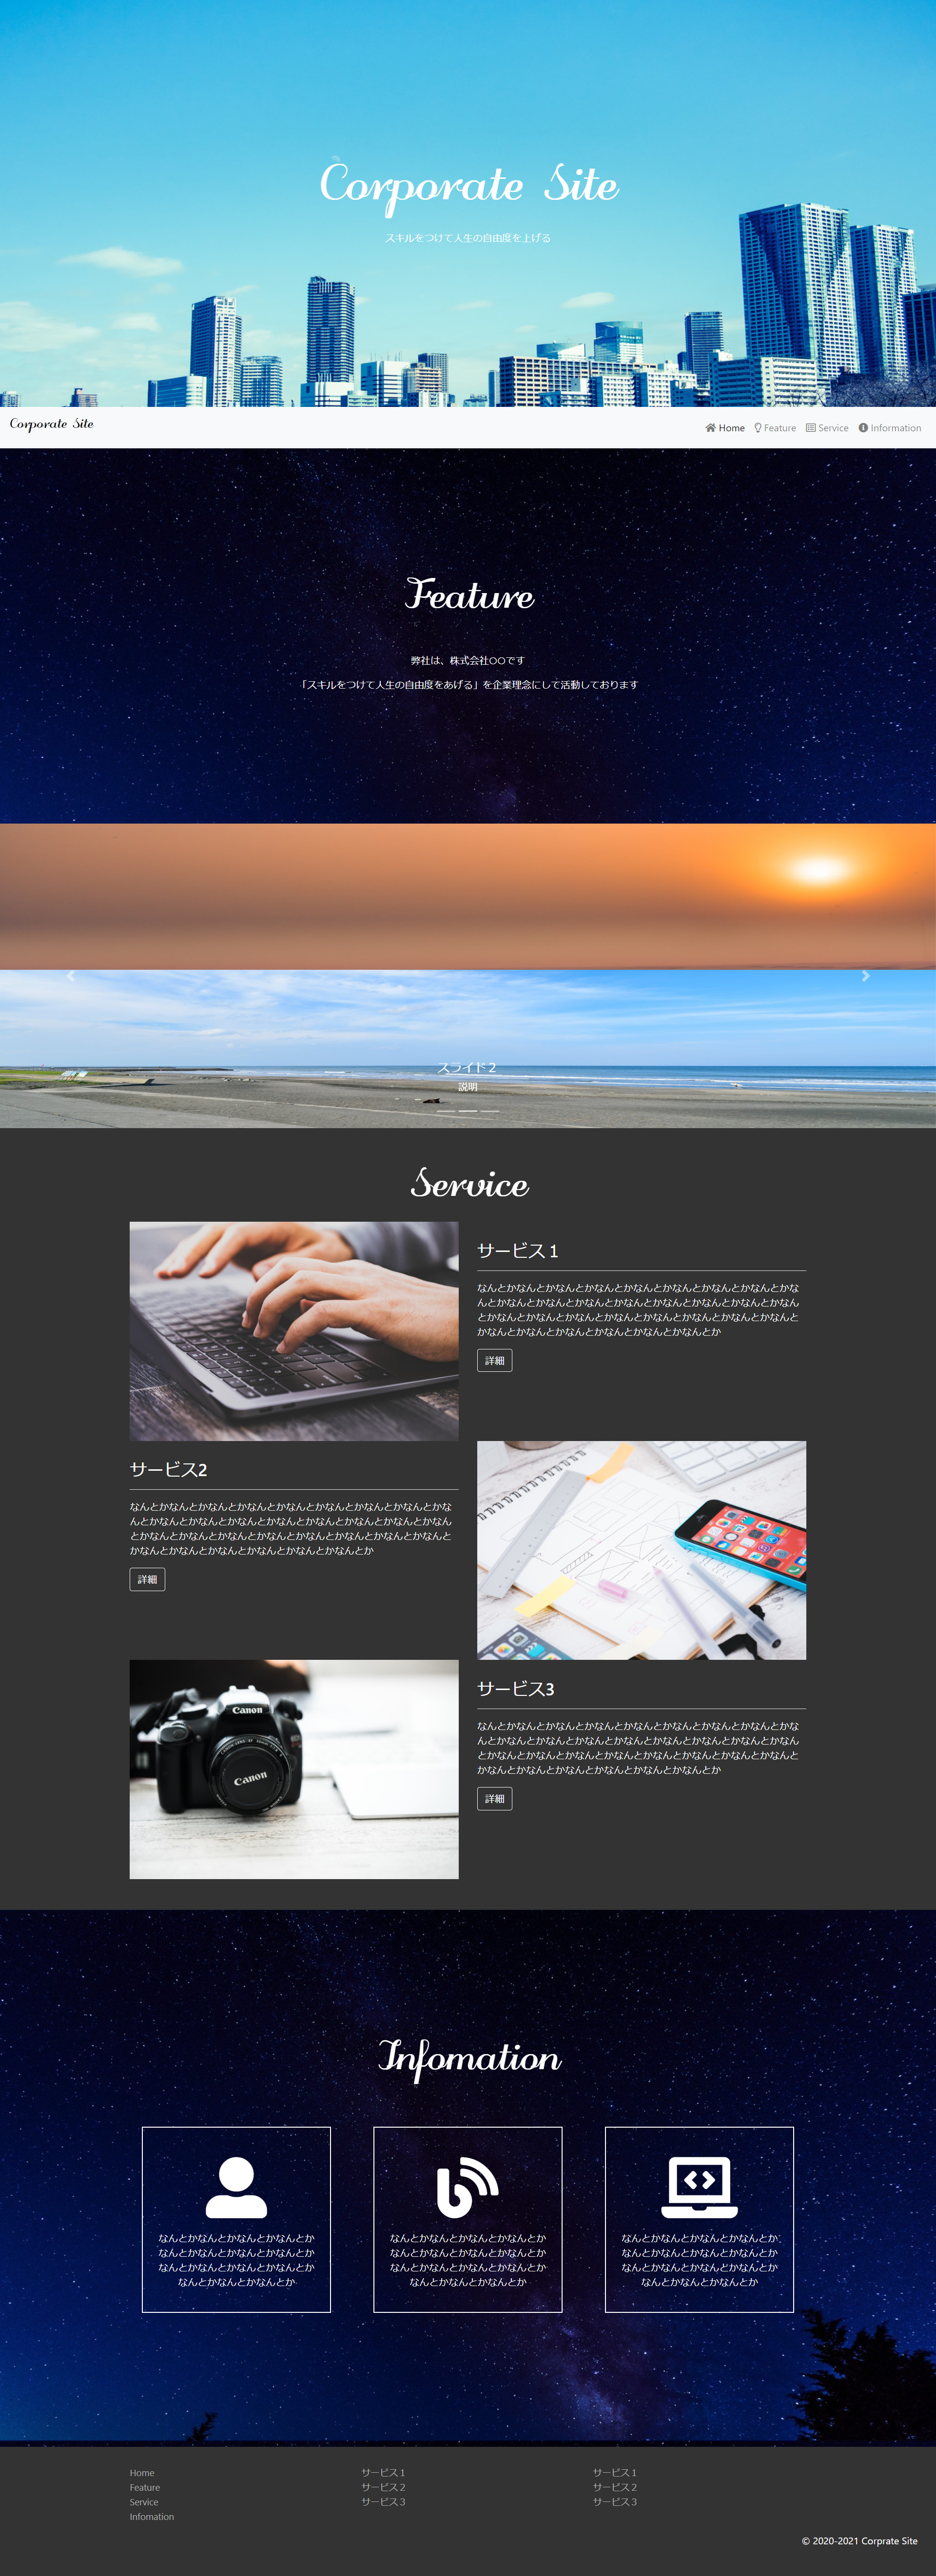 Corporate Site
スキルをつけて人生の自由度を上げる
Corporate Site
Home Feature Service Information
Feature
弊社は、株式会社〇〇です
「スキルをつけて人生の自由度をあげる」を企業理念にして活動しております
スライド２
説明
Service
サービス１
なんとかなんとかなんとかなんとかなんとかなんとかなんとかなんとかな
んとかなんとかなんとかなんとかなんとかなんとかなんとかなんとかなん
とかなんとかなんとかなんとかなんとかなんとかなんとかなんとかなんと
かなんとかなんとかなんとかなんとかなんとかなんとか
詳細
サービス2
なんとかなんとかなんとかなんとかなんとかなんとかなんとかなんとかな
んとかなんとかなんとかなんとかなんとかなんとかなんとかなんとかなん
とかなんとかなんとかなんとかなんとかなんとかなんとかなんとかなんと
かなんとかなんとかなんとかなんとかなんとかなんとか
詳細
Canon
Canon
サービス3
なんとかなんとかなんとかなんとかなんとかなんとかなんとかなんとかな
んとかなんとかなんとかなんとかなんとかなんとかなんとかなんとかなん
とかなんとかなんとかなんとかなんとかなんとかなんとかなんとかなんと
かなんとかなんとかなんとかなんとかなんとかなんとか
詳細
Infomation
なんとかなんとかなんとかなんとか
なんとかなんとかなんとかなんとか
なんとかなんとかなんとかなんとか
なんとかなんとかなんとか
なんとかなんとかなんとかなんとか
なんとかなんとかなんとかなんとか
なんとかなんとかなんとかなんとか
なんとかなんとかなんとか
なんとかなんとかなんとかなんとか
なんとかなんとかなんとかなんとか
なんとかなんとかなんとかなんとか
なんとかなんとかなんとか
Home
Feature
Service
Infomation
サービス１
サービス２
サービス３
サービス１
サービス２
サービス３
© 2020-2021 Corprate Site